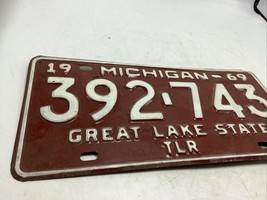 19 MICHIGAN-69
392-743
GREAT LAKE STATE
TLR